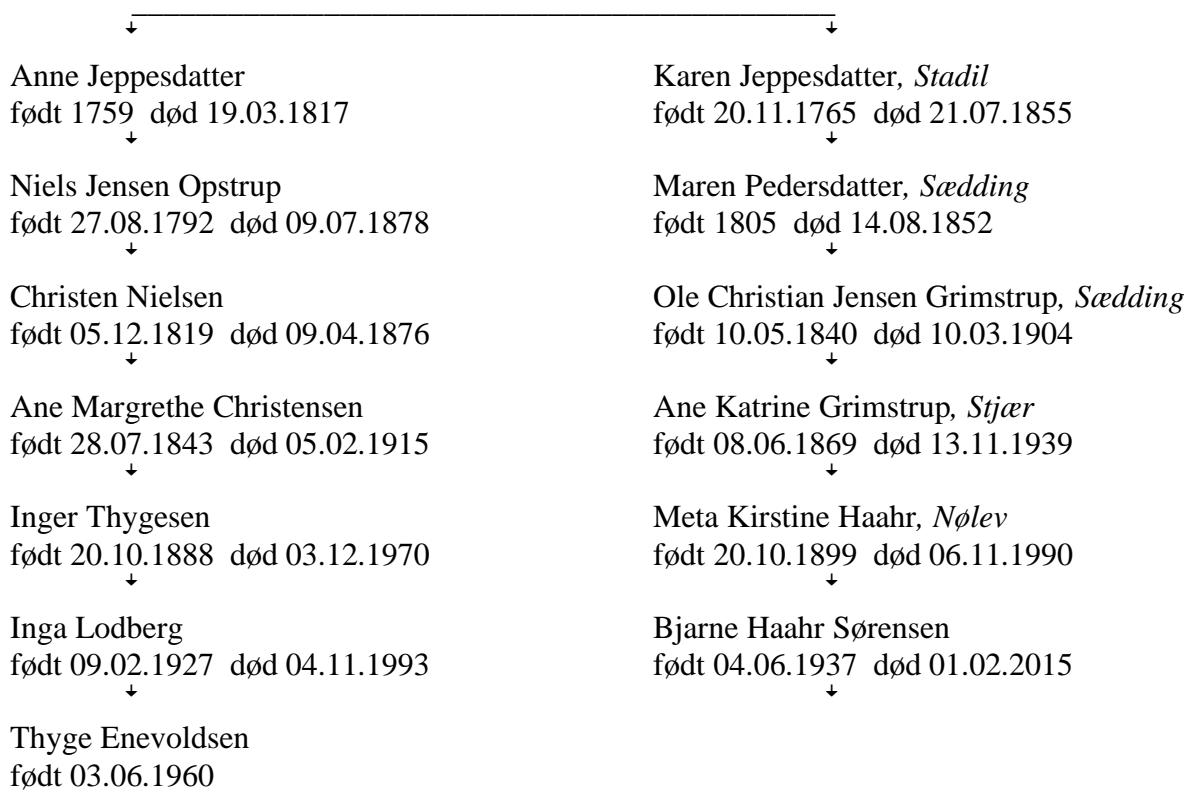 Anne Jeppesdatter
født 1759  død 19.03.1817
Niels Jensen Opstrup
født 27.08.1792  død 09.07.1878
Christen Nielsen
født 05.12.1819  død 09.04.1876
Ane Margrethe Christensen
født 28.07.1843  død 05.02.1915
Inger Thygesen
født 20.10.1888  død 03.12.1970
Inga Lodberg
født 09.02.1927  død 04.11.1993
Thyge Enevoldsen
født 03.06.1960
Karen Jeppesdatter, Stadil
født 20.11.1765  død 21.07.1855
Maren Pedersdatter, Sædding
født 1805  død 14.08.1852
Ole Christian Jensen Grimstrup, Sædding
født 10.05.1840  død 10.03.1904
Ane Katrine Grimstrup, Stjær
født 08.06.1869  død 13.11.1939
Meta Kirstine Haahr, Nølev
født 20.10.1899  død 06.11.1990
Bjarne Haahr Sørensen
født 04.06.1937  død 01.02.2015